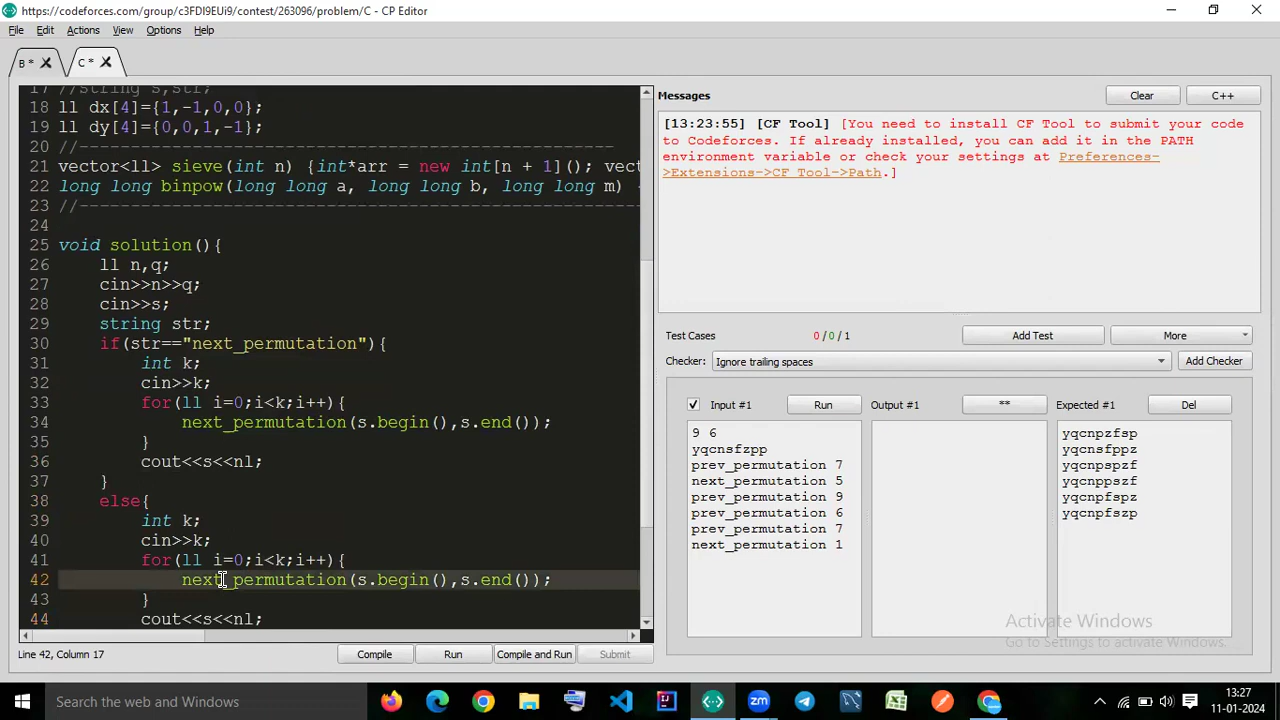 https://codeforces.com/group/c3FDI9EUi9/contest/263096/problem/C - CP Editor
File Edit Actions View Options Help
B * C *
17 //string s,str;
18 ll dx[4]={1,-1,0,0};
19 ll dy[4]={0,0,1,-1};
20 //-----------------------------------------------------
21 vector<ll> sieve(int n) {int*arr = new int[n + 1](); vect
22 long long binpow(long long a, long long b, long long m)
23 //--------------------------------------------------------
24
25 void solution(){
26 ll n,q;
27 cin>>n>>q;
28 cin>>s;
29 string str;
30 if(str=="next_permutation"){
31 int k;
32 cin>>k;
33 for(ll i=0;i<k;i++){
34 next_permutation(s.begin(),s.end());
35 }
36 cout<<s<<nl;
37 }
38 else{
39 int k;
40 cin>>k;
41 for(ll i=0;i<k;i++){
42 next_permutation(s.begin(),s.end());
43 }
44 cout<<s<<nl;
Line 42, Column 17
Compile Run Compile and Run Submit
Messages
Clear C++
[13:23:55] [CF Tool] [You need to install CF Tool to submit your code
to Codeforces. If already installed, you can add it in the PATH
environment variable or check your settings at Preferences-
>Extensions->CF Tool->Path.]
Test Cases 0 / 0 / 1 Add Test More
Checker: Ignore trailing spaces Add Checker
Input #1 Run Output #1 ** Expected #1 Del
9 6
yqcnsfzpp
prev_permutation 7
next_permutation 5
prev_permutation 9
prev_permutation 6
prev_permutation 7
next_permutation 1
yqcnpzfsp
yqcnsfppz
yqcnpspzf
yqcnppszf
yqcnpfspz
yqcnpfszp
Activate Windows
Go to Settings to activate Windows.
Search the web and Windows
13:27
11-01-2024